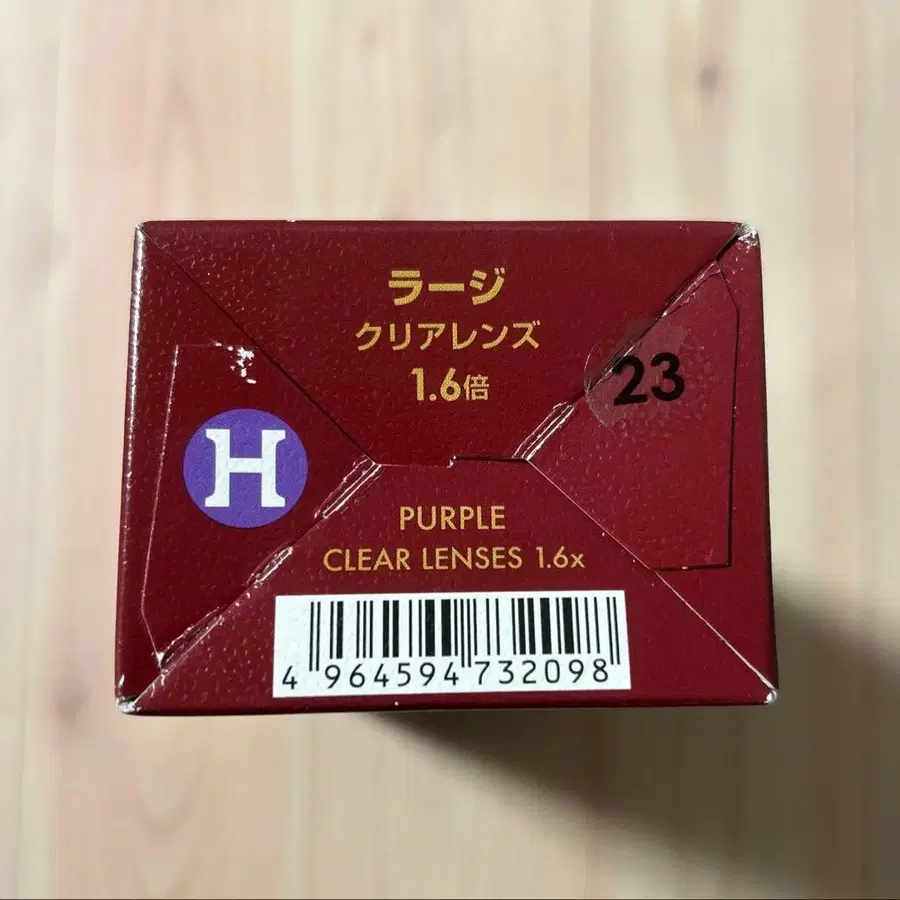 ラージ
クリアレンズ
1.6倍
23
H
PURPLE
CLEAR LENSES 1.6x
4 964594 732098